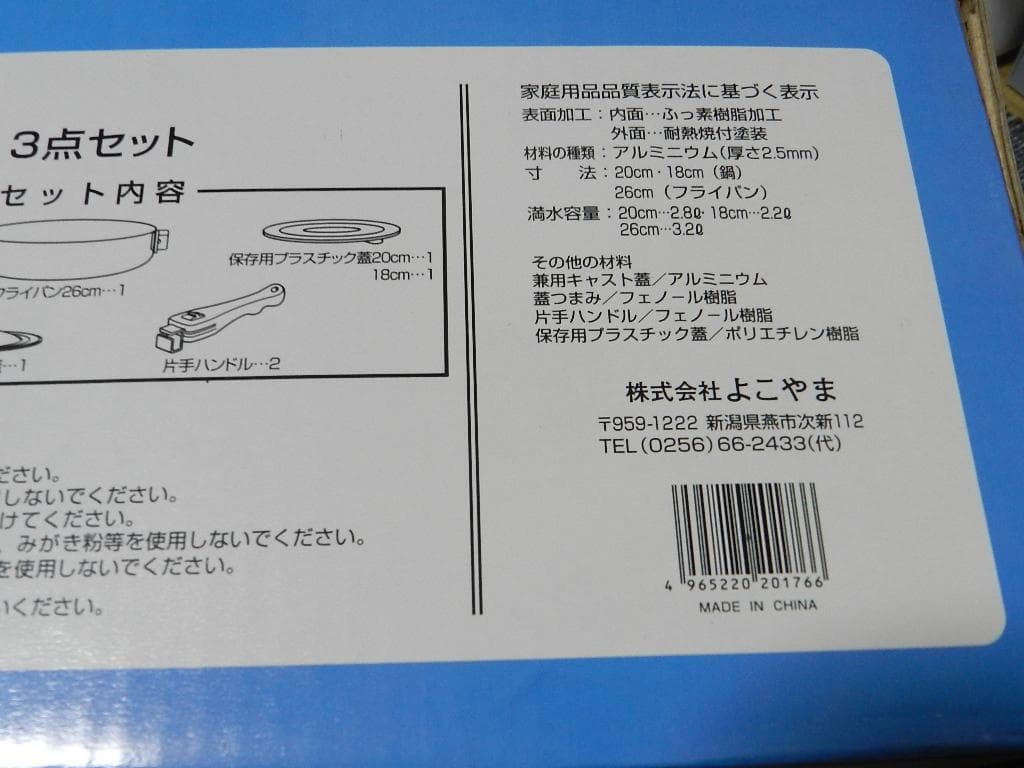 3点セット
セット内容
フライパン26cm…1
保存用プラスチック蓋20cm…1
18cm…1
…1
片手ハンドル…2
ださい。
しないでください。
けてください。
、みがき粉等を使用しないでください。
を使用しないでください。
いください。
家庭用品品質表示法に基づく表示
表面加工：内面…ふっ素樹脂加工
外面…耐熱焼付塗装
材料の種類：アルミニウム(厚さ2.5mm)
寸　法：20cm・18cm（鍋）
26cm（フライパン）
満水容量：20cm…2.8ℓ・18cm…2.2ℓ
26cm…3.2ℓ
その他の材料
兼用キャスト蓋／アルミニウム
蓋つまみ／フェノール樹脂
片手ハンドル／フェノール樹脂
保存用プラスチック蓋／ポリエチレン樹脂
株式会社よこやま
〒959-1222 新潟県燕市次新112
TEL(0256)66-2433(代)
4 965220 201766
MADE IN CHINA